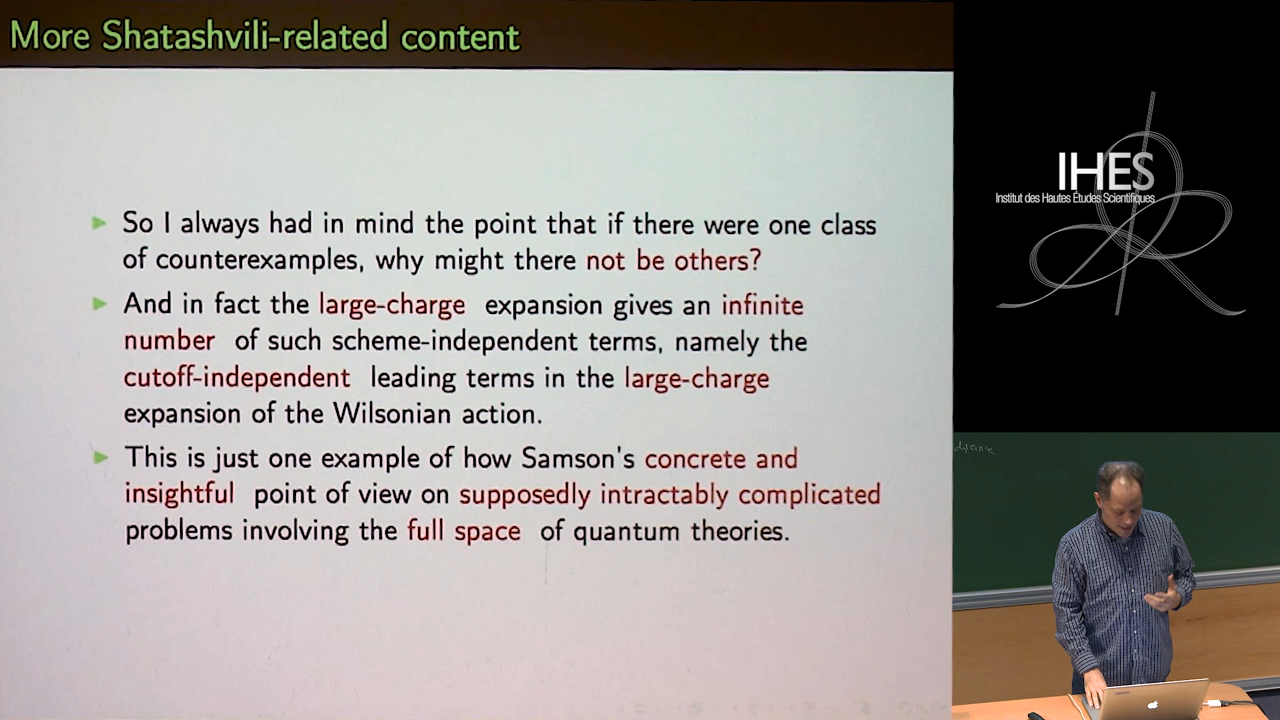 More Shatashvili-related content
So I always had in mind the point that if there were one class
of counterexamples, why might there not be others?
And in fact the large-charge expansion gives an infinite
number of such scheme-independent terms, namely the
cutoff-independent leading terms in the large-charge
expansion of the Wilsonian action.
This is just one example of how Samson's concrete and
insightful point of view on supposedly intractably complicated
problems involving the full space of quantum theories.
IHES
Institut des Hautes Études Scientifiques